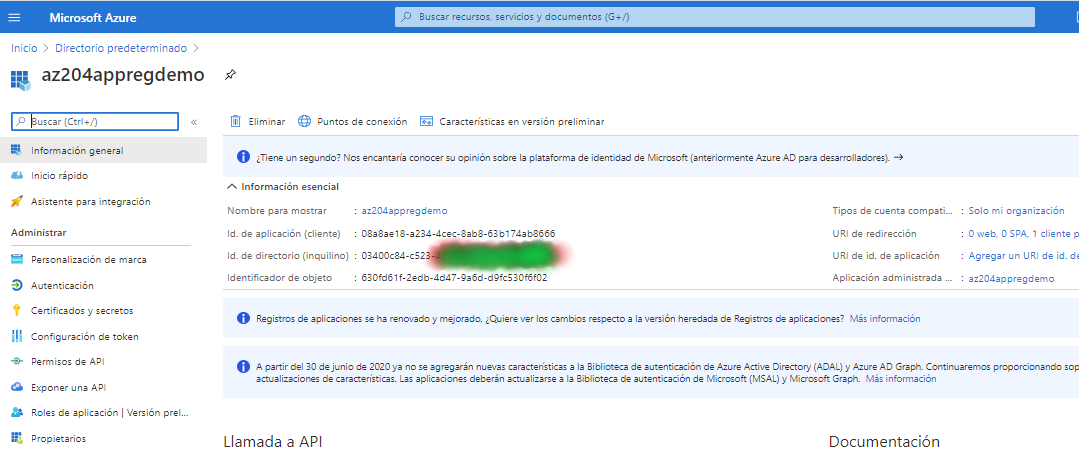 Microsoft Azure
Buscar recursos, servicios y documentos (G+/)
Inicio > Directorio predeterminado >
az204appregdemo
Buscar (Ctrl+/) «
Eliminar Puntos de conexión Características en versión preliminar
Información general
Inicio rápido
Asistente para integración
Administrar
Personalización de marca
Autenticación
Certificados y secretos
Configuración de token
Permisos de API
Exponer una API
Roles de aplicación | Versión prel...
Propietarios
¿Tiene un segundo? Nos encantaría conocer su opinión sobre la plataforma de identidad de Microsoft (anteriormente Azure AD para desarrolladores). →
Información esencial
Nombre para mostrar : az204appregdemo
Id. de aplicación (cliente) : 08a8ae18-a234-4cec-8ab8-63b174ab8666
Id. de directorio (inquilino) : 03400c84-c523-
Identificador de objeto : 630fd61f-2edb-4d47-9a6d-d9fc530f6f02
Tipos de cuenta compati... : Solo mi organización
URI de redirección : 0 web, 0 SPA, 1 cliente p
URI de id. de aplicación : Agregar un URI de id. de
Aplicación administrada ... : az204appregdemo
Registros de aplicaciones se ha renovado y mejorado. ¿Quiere ver los cambios respecto a la versión heredada de Registros de aplicaciones? Más información
A partir del 30 de junio de 2020 ya no se agregarán nuevas características a la Biblioteca de autenticación de Azure Active Directory (ADAL) y Azure AD Graph. Continuaremos proporcionando sop
actualizaciones de características. Las aplicaciones deberán actualizarse a la Biblioteca de autenticación de Microsoft (MSAL) y Microsoft Graph. Más información
Llamada a API
Documentación